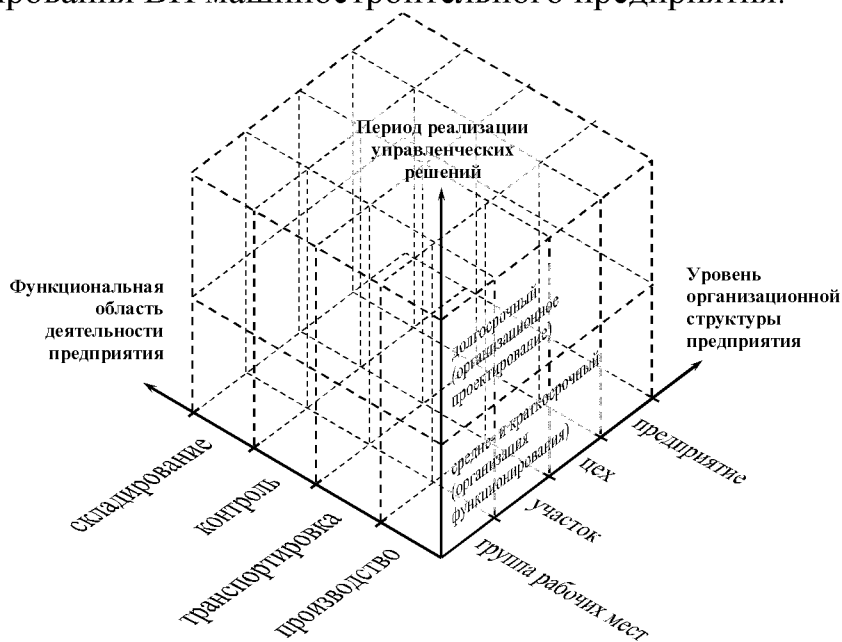 рования ВП машиностроительного предприятия.
Период реализации
управленческих
решений
Функциональная
область
деятельности
предприятия
Уровень
организационной
структуры
предприятия
долгосрочный
(организационное
проектирование)
средне- и краткосрочный
(организация
функционирования)
складирование
контроль
транспортировка
производство
предприятие
цех
участок
группа рабочих мест